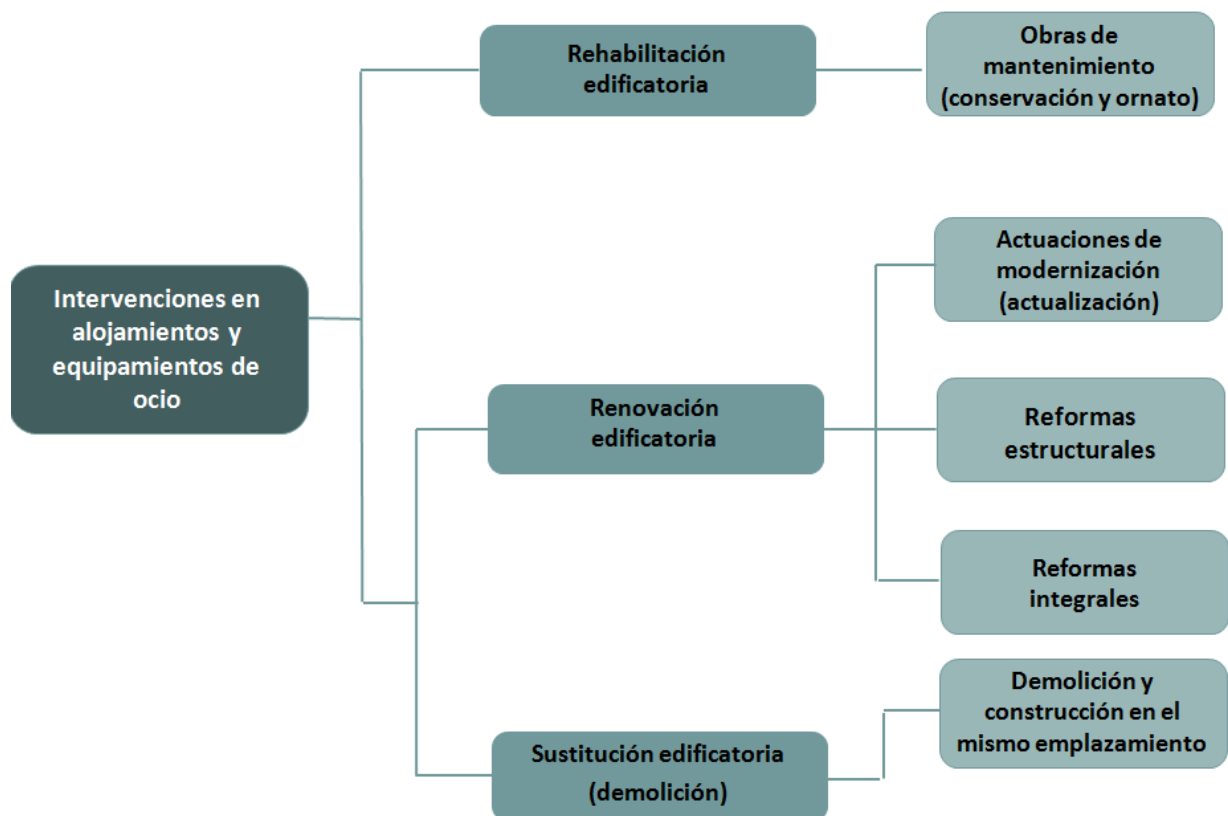 Intervenciones en
alojamientos y
equipamientos de
ocio
Rehabilitación
edificatoria
Obras de
mantenimiento
(conservación y ornato)
Renovación
edificatoria
Actuaciones de
modernización
(actualización)
Reformas
estructurales
Reformas
integrales
Sustitución edificatoria
(demolición)
Demolición y
construcción en el
mismo emplazamiento